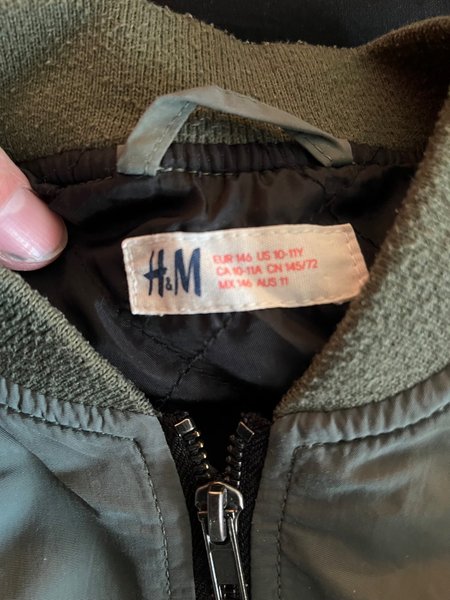 H&M
EUR 146 US 10-11Y
CA 10-11A CN 145/72
MX 146 AUS 11